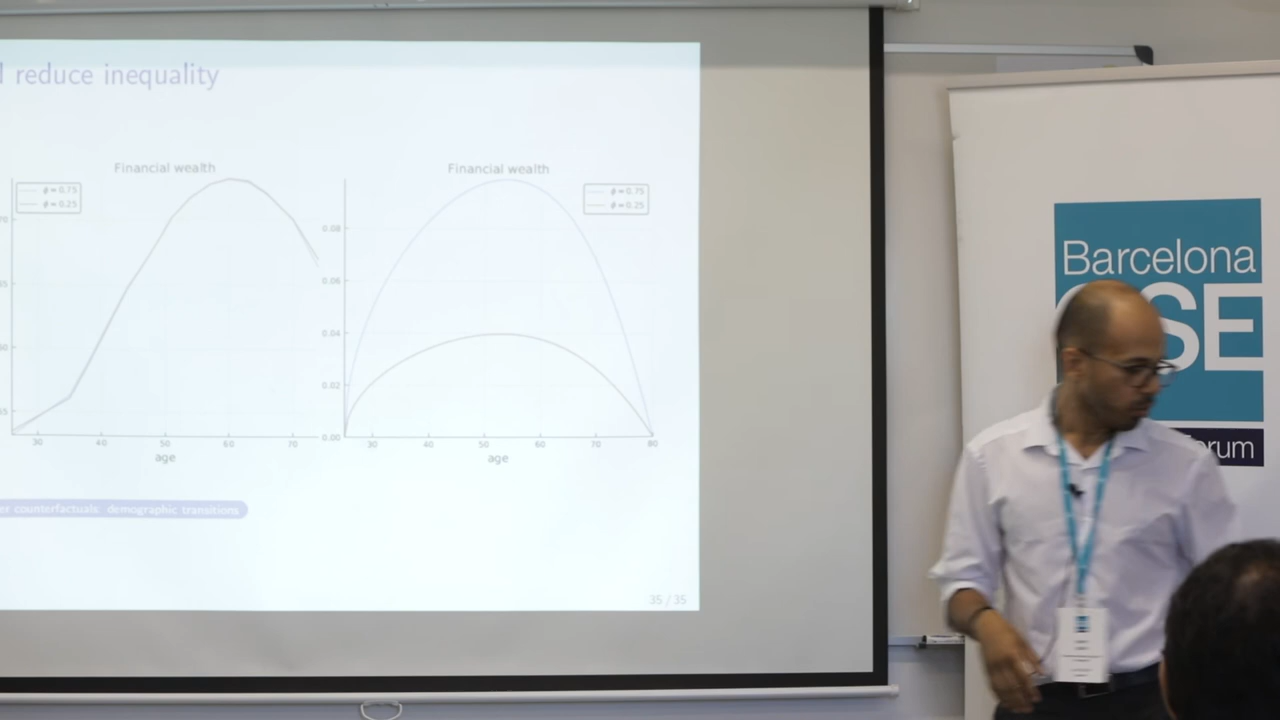 reduce inequality
Financial wealth
ϕ = 0.75
ϕ = 0.25
30 40 50 60 70
age
Financial wealth
ϕ = 0.75
ϕ = 0.25
0.08
0.06
0.04
0.02
0.00
30 40 50 60 70 80
age
counterfactuals: demographic transitions
35 / 35
Barcelona
SE